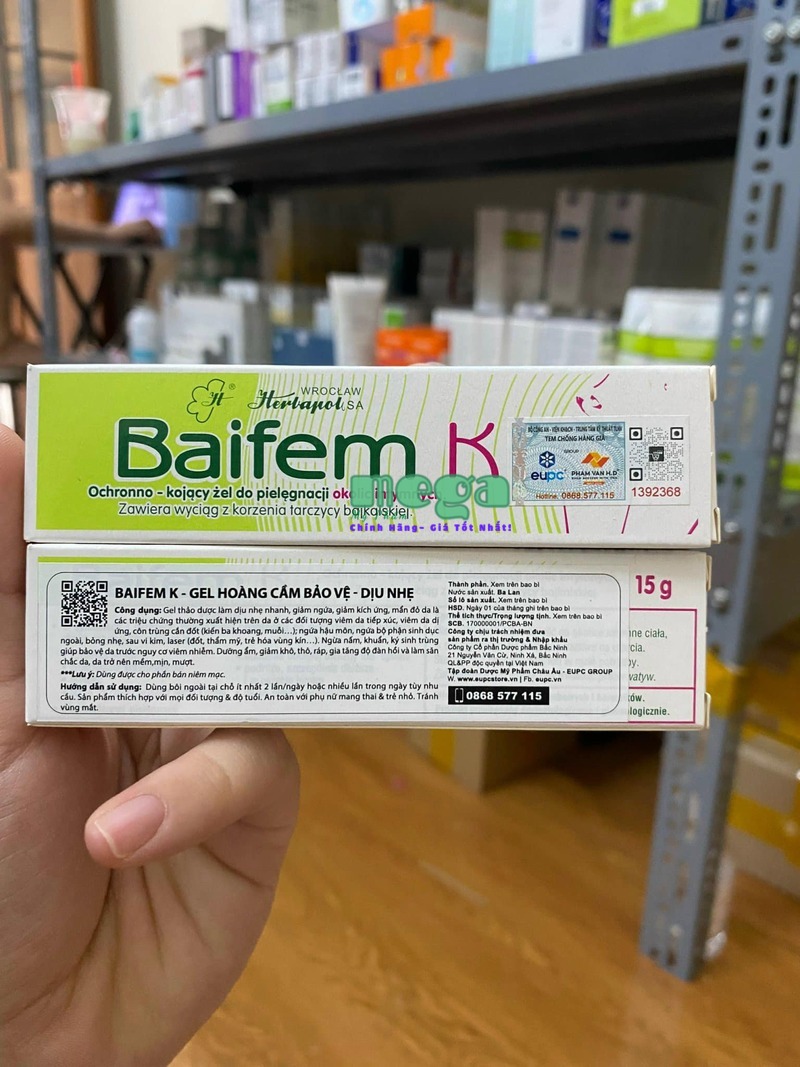 H®
WROCŁAW
Herbapol SA
Baifem K
Ochronno - kojący żel do pielęgnacji okolic intymnych
Zawiera wyciąg z korzenia tarczycy bajkalskiej.
mega
Chính Hãng- Giá Tốt Nhất!
BỘ CÔNG AN - VIỆN KHKHCN - TRUNG TÂM KỸ THUẬT
TEM CHỐNG HÀNG GIẢ
GROUP
eupc
PHAM VAN H.D
Hotline: 0868.577.115
1392368
BAIFEM K - GEL HOÀNG CẦM BẢO VỆ - DỊU NHẸ
Công dụng: Gel thảo dược làm dịu nhẹ nhanh, giảm ngứa, giảm kích ứng, mẩn đỏ da là
các triệu chứng thường xuất hiện trên da ở các đối tượng viêm da tiếp xúc, viêm da dị
ứng, côn trùng cắn đốt (kiến ba khoang, muỗi...); ngứa hậu môn, ngứa bộ phận sinh dục
ngoài, bỏng nhẹ, sau vi kim, laser (đốt, thẩm mỹ, trẻ hóa vùng kín...). Ngừa nấm, khuẩn, ký sinh trùng
giúp bảo vệ da trước nguy cơ viêm nhiễm. Dưỡng ẩm, giảm khô, thô, ráp, gia tăng độ đàn hồi và làm săn
chắc da, da trở nên mềm,mịn, mượt.
***Lưu ý: Dùng được cho phần bán niêm mạc.
Hướng dẫn sử dụng: Dùng bôi ngoài tại chỗ ít nhất 2 lần/ngày hoặc nhiều lần trong ngày tùy nhu
cầu. Sản phẩm thích hợp với mọi đối tượng & độ tuổi. An toàn với phụ nữ mang thai & trẻ nhỏ. Tránh
vùng mắt.
Thành phần. Xem trên bao bì
Nước sản xuất. Ba Lan
Số lô sản xuất. Xem trên bao bì
HSD. Ngày 01 của tháng ghi trên bao bì
Thể tích thực/Trọng lượng tịnh. Xem trên bao bì
SCB. 170000001/PCBA-BN
Công ty chịu trách nhiệm đưa
sản phẩm ra thị trường & Nhập khẩu
Công ty Cổ phần Dược phẩm Bắc Ninh
21 Nguyễn Văn Cừ, Ninh Xá, Bắc Ninh
QL&PP độc quyền tại Việt Nam
Tập đoàn Dược Mỹ Phẩm Châu Âu - EUPC GROUP
W. www.eupcstore.vn | Fb. eupc.vn
0868 577 115
15 g
ciała,